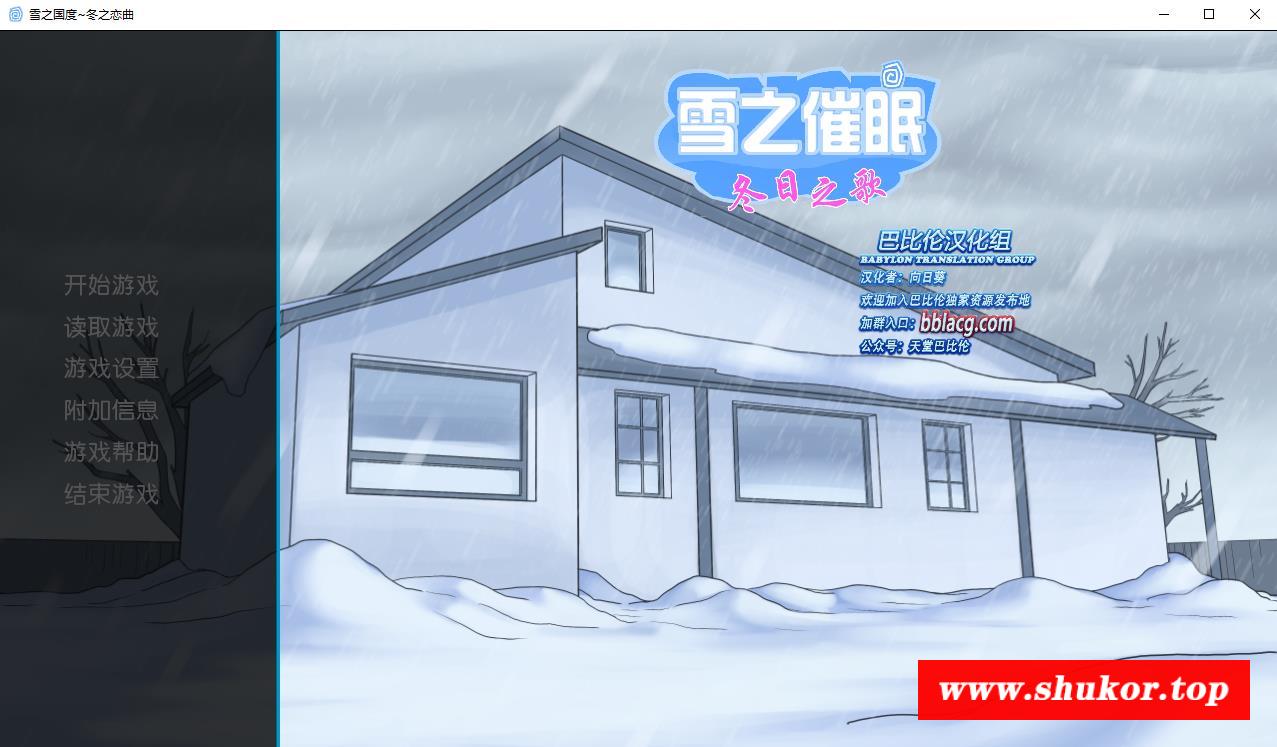 雪之国度~冬之恋曲
雪之催眠
冬日之歌
巴比伦汉化组
BABYLON TRANSLATION GROUP
汉化者：向日葵
欢迎加入巴比伦独家资源发布地
加群入口：bblacg.com
公众号：天堂巴比伦
开始游戏
读取游戏
游戏设置
附加信息
游戏帮助
结束游戏
www.shukor.top